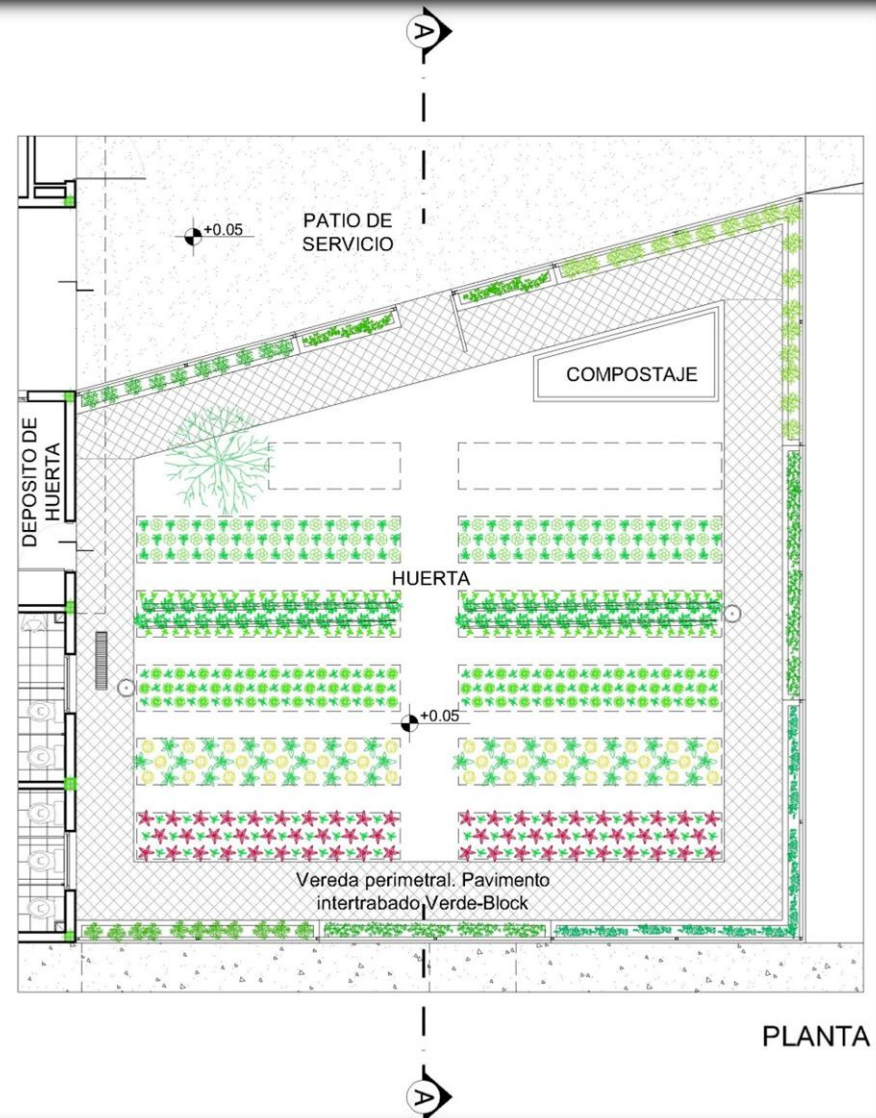 A
PATIO DE
SERVICIO
+0.05
COMPOSTAJE
DEPOSITO DE
HUERTA
HUERTA
+0.05
Vereda perimetral. Pavimento
intertrabado Verde-Block
PLANTA
A